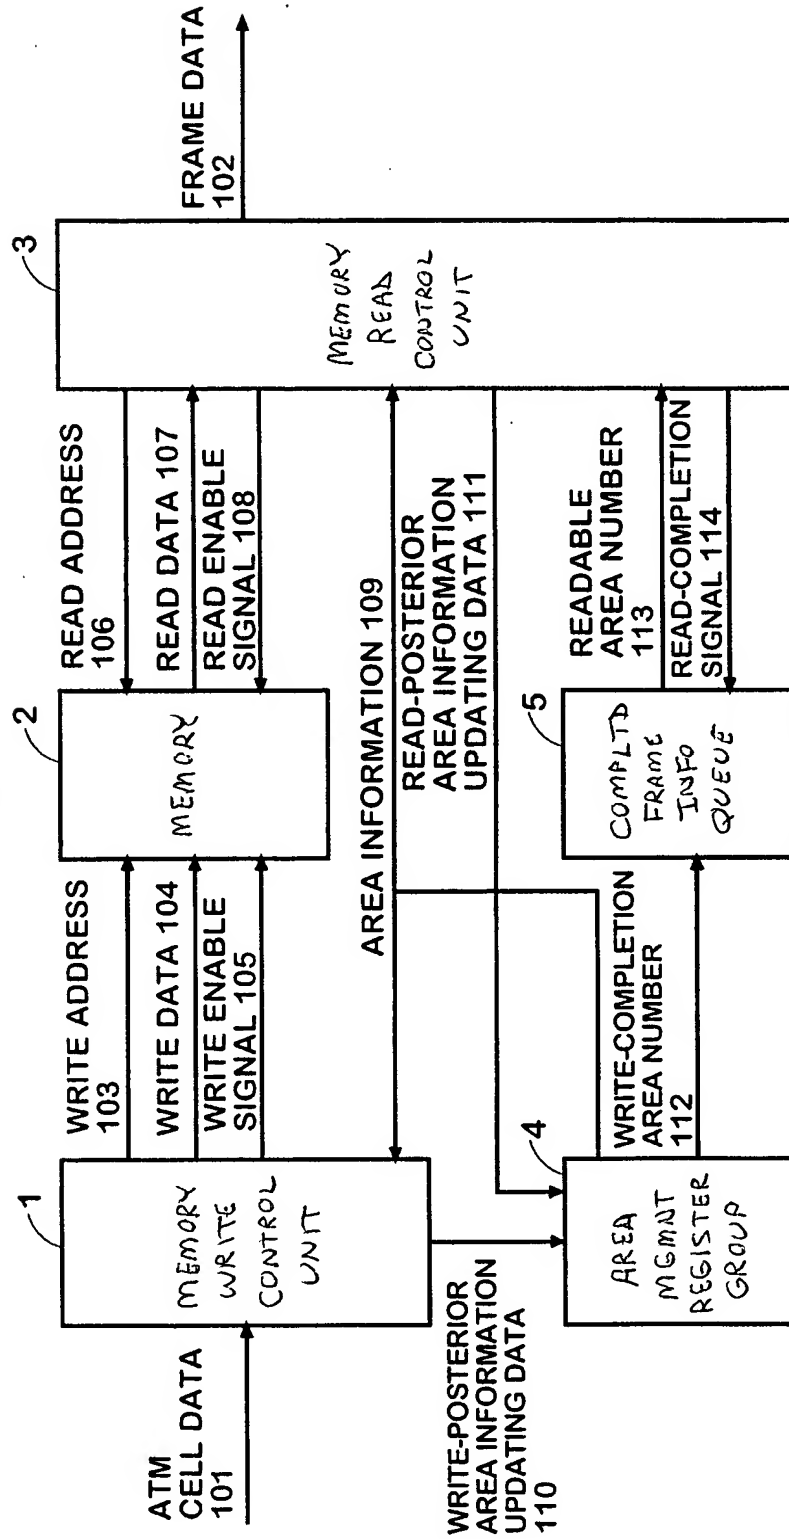 ATM
CELL DATA
101
1
MEMORY
WRITE
CONTROL
UNIT
WRITE ADDRESS
103
WRITE DATA 104
WRITE ENABLE
SIGNAL 105
2
MEMORY
READ ADDRESS
106
READ DATA 107
READ ENABLE
SIGNAL 108
3
MEMORY
READ
CONTROL
UNIT
FRAME DATA
102
AREA INFORMATION 109
READ-POSTERIOR
AREA INFORMATION
UPDATING DATA 111
WRITE-POSTERIOR
AREA INFORMATION
UPDATING DATA
110
4
AREA
MGMNT
REGISTER
GROUP
WRITE-COMPLETION
AREA NUMBER
112
5
COMPLTD
FRAME
INFO
QUEUE
READABLE
AREA NUMBER
113
READ-COMPLETION
SIGNAL 114